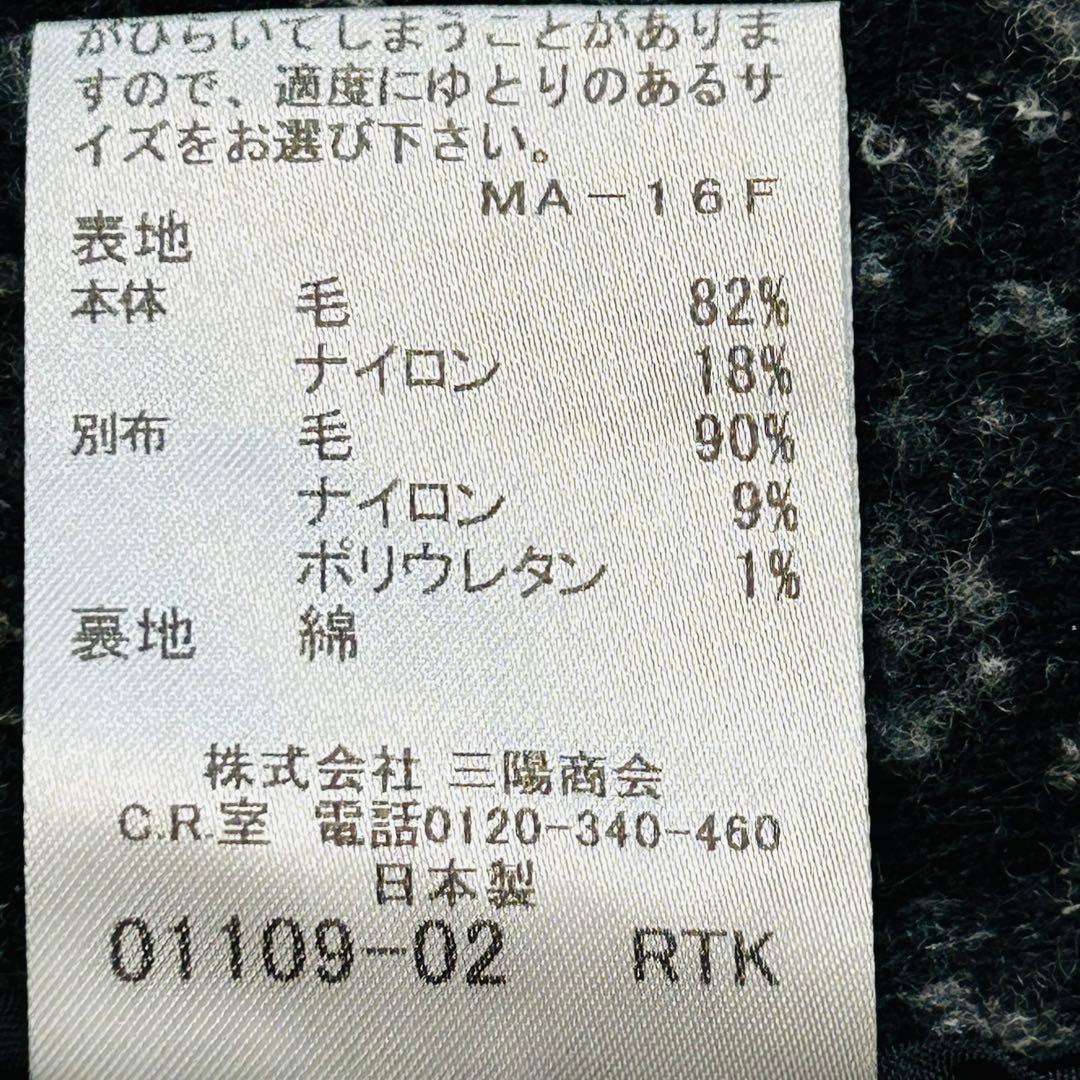 がひらいてしまうことがありま
すので、適度にゆとりのあるサ
イズをお選び下さい。
MA-16F
表地
本体 毛 82%
ナイロン 18%
別布 毛 90%
ナイロン 9%
ポリウレタン 1%
裏地 綿
株式会社 三陽商会
C.R.室 電話0120-340-460
日本製
01109-02 RTK